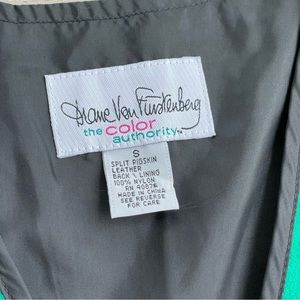 Diane Von Furstenberg
the color
authority
S
SPLIT PIGSKIN
LEATHER
BACK \ LINING
100% NYLON
RN 40876
MADE IN CHINA
SEE REVERSE
FOR CARE